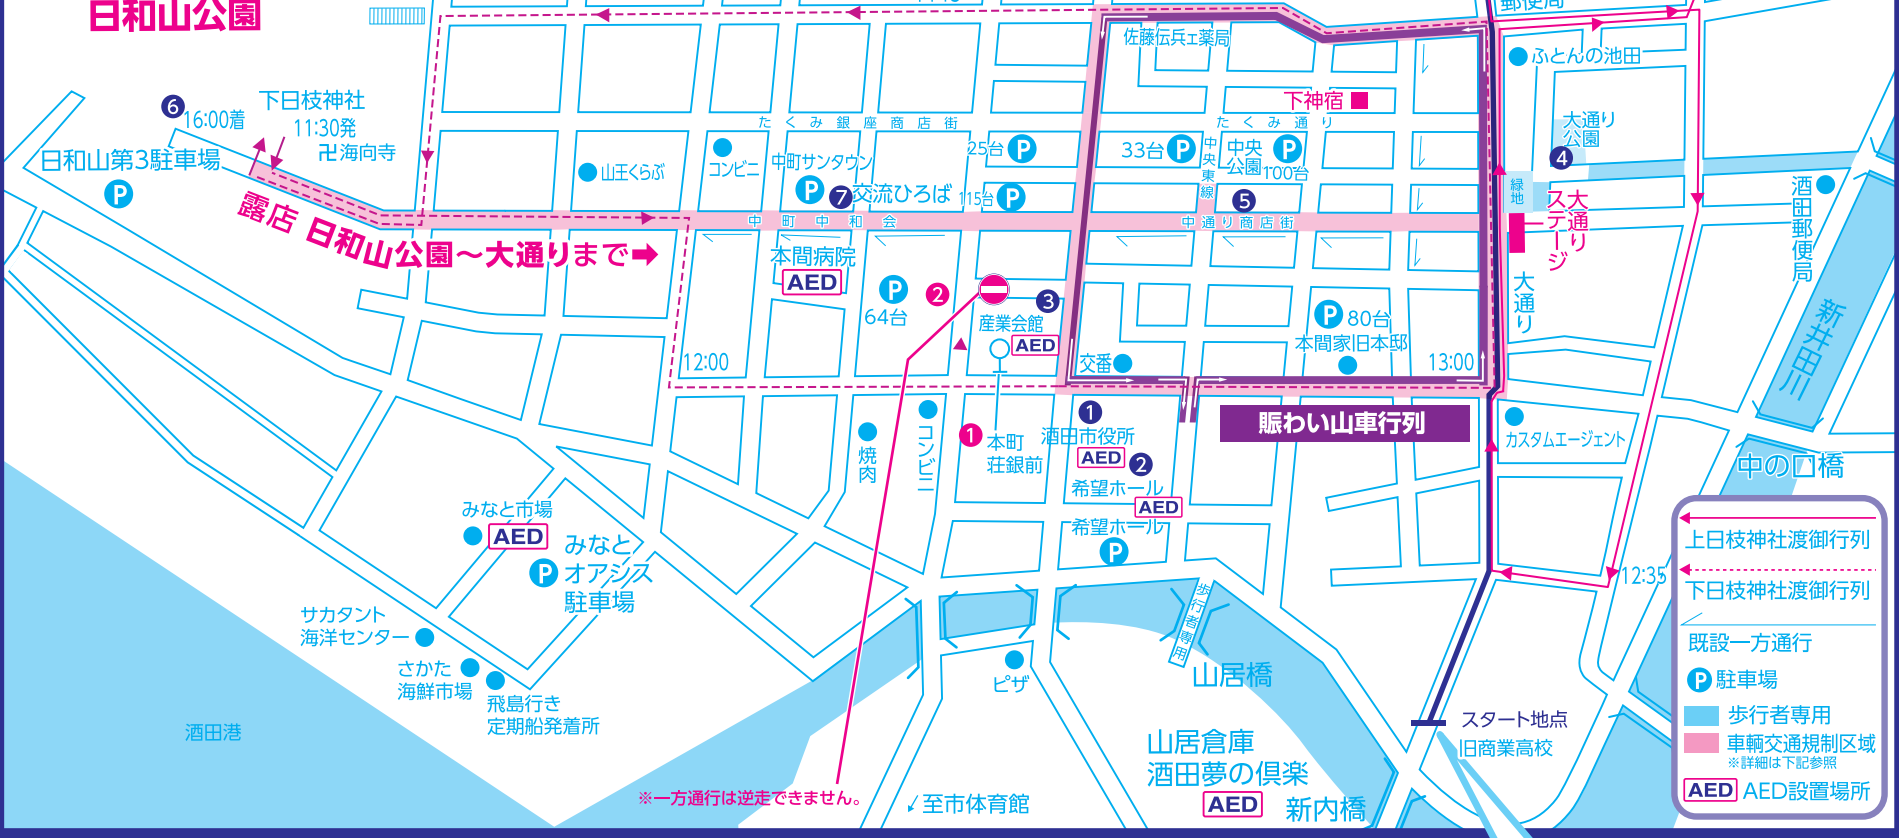 日和山公園
郵便局
佐藤伝兵ェ薬局
ふとんの池田
6
下日枝神社
16:00着
11:30発
卍海向寺
日和山第3駐車場
P
下神宿
大通り
公園
4
たくみ銀座商店街
たくみ通り
コンビニ
中町サンタウン
山王くらぶ
P
7
交流ひろば
25台
P
115台
P
33台
P
中央
公園
P
100台
中央東線
5
緑地
大通り
ステージ
酒田郵便局
中町中和会
中通り商店街
露店 日和山公園~大通りまで➡
本間病院
AED
P
64台
2
3
産業会館
AED
P
80台
本間家旧本邸
大通り
新井田川
12:00
交番
13:00
賑わい山車行列
カスタムエージェント
コンビニ
焼肉
1
本町
荘銀前
1
酒田市役所
AED
2
希望ホール
AED
希望ホール
P
中の口橋
みなと市場
AED
みなと
オアシス
駐車場
P
サカタント
海洋センター
さかた
海鮮市場
飛島行き
定期船発着所
酒田港
ピザ
歩行者専用
山居橋
12:35
スタート地点
旧商業高校
山居倉庫
酒田夢の倶楽
AED
新内橋
※一方通行は逆走できません。
至市体育館
上日枝神社渡御行列
下日枝神社渡御行列
既設一方通行
P 駐車場
歩行者専用
車輌交通規制区域
※詳細は下記参照
AED AED設置場所